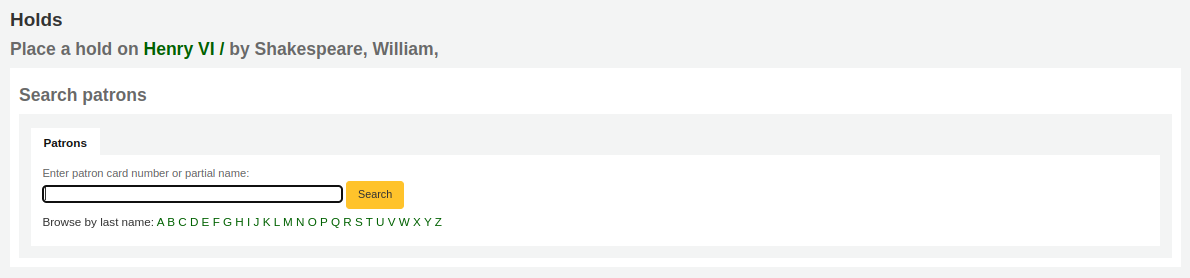 Holds
Place a hold on Henry VI / by Shakespeare, William,
Search patrons
Patrons
Enter patron card number or partial name:
Search
Browse by last name: A B C D E F G H I J K L M N O P Q R S T U V W X Y Z